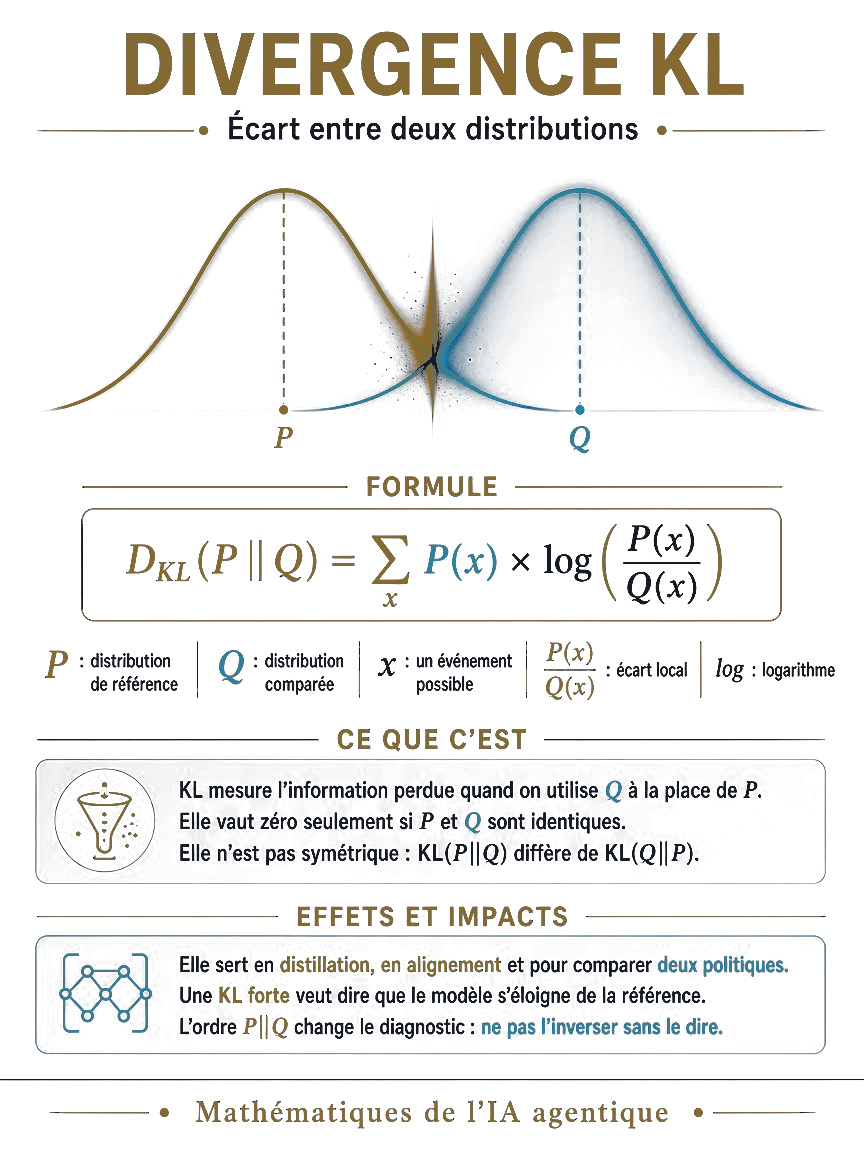 DIVERGENCE KL
Écart entre deux distributions
P
Q
FORMULE
D_KL(P || Q) = ∑_x P(x) × log(P(x)/Q(x))
P : distribution de référence
Q : distribution comparée
x : un événement possible
P(x)/Q(x) : écart local
log : logarithme
CE QUE C’EST
KL mesure l’information perdue quand on utilise Q à la place de P.
Elle vaut zéro seulement si P et Q sont identiques.
Elle n’est pas symétrique : KL(P||Q) diffère de KL(Q||P).
EFFETS ET IMPACTS
Elle sert en distillation, en alignement et pour comparer deux politiques.
Une KL forte veut dire que le modèle s’éloigne de la référence.
L’ordre P||Q change le diagnostic : ne pas l’inverser sans le dire.
Mathématiques de l’IA agentique